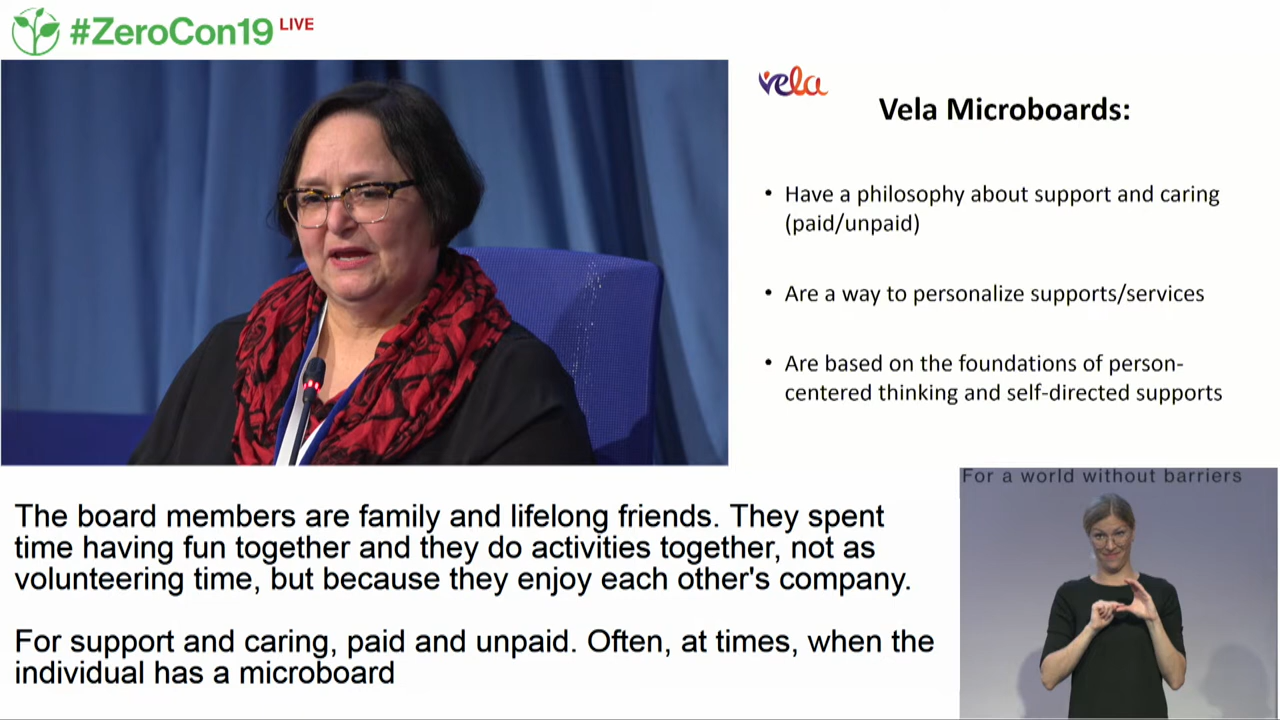 #ZeroCon19 LIVE
vela
Vela Microboards:
• Have a philosophy about support and caring
(paid/unpaid)
• Are a way to personalize supports/services
• Are based on the foundations of person-
centered thinking and self-directed supports
For a world without barriers
The board members are family and lifelong friends. They spent
time having fun together and they do activities together, not as
volunteering time, but because they enjoy each other's company.
For support and caring, paid and unpaid. Often, at times, when the
individual has a microboard